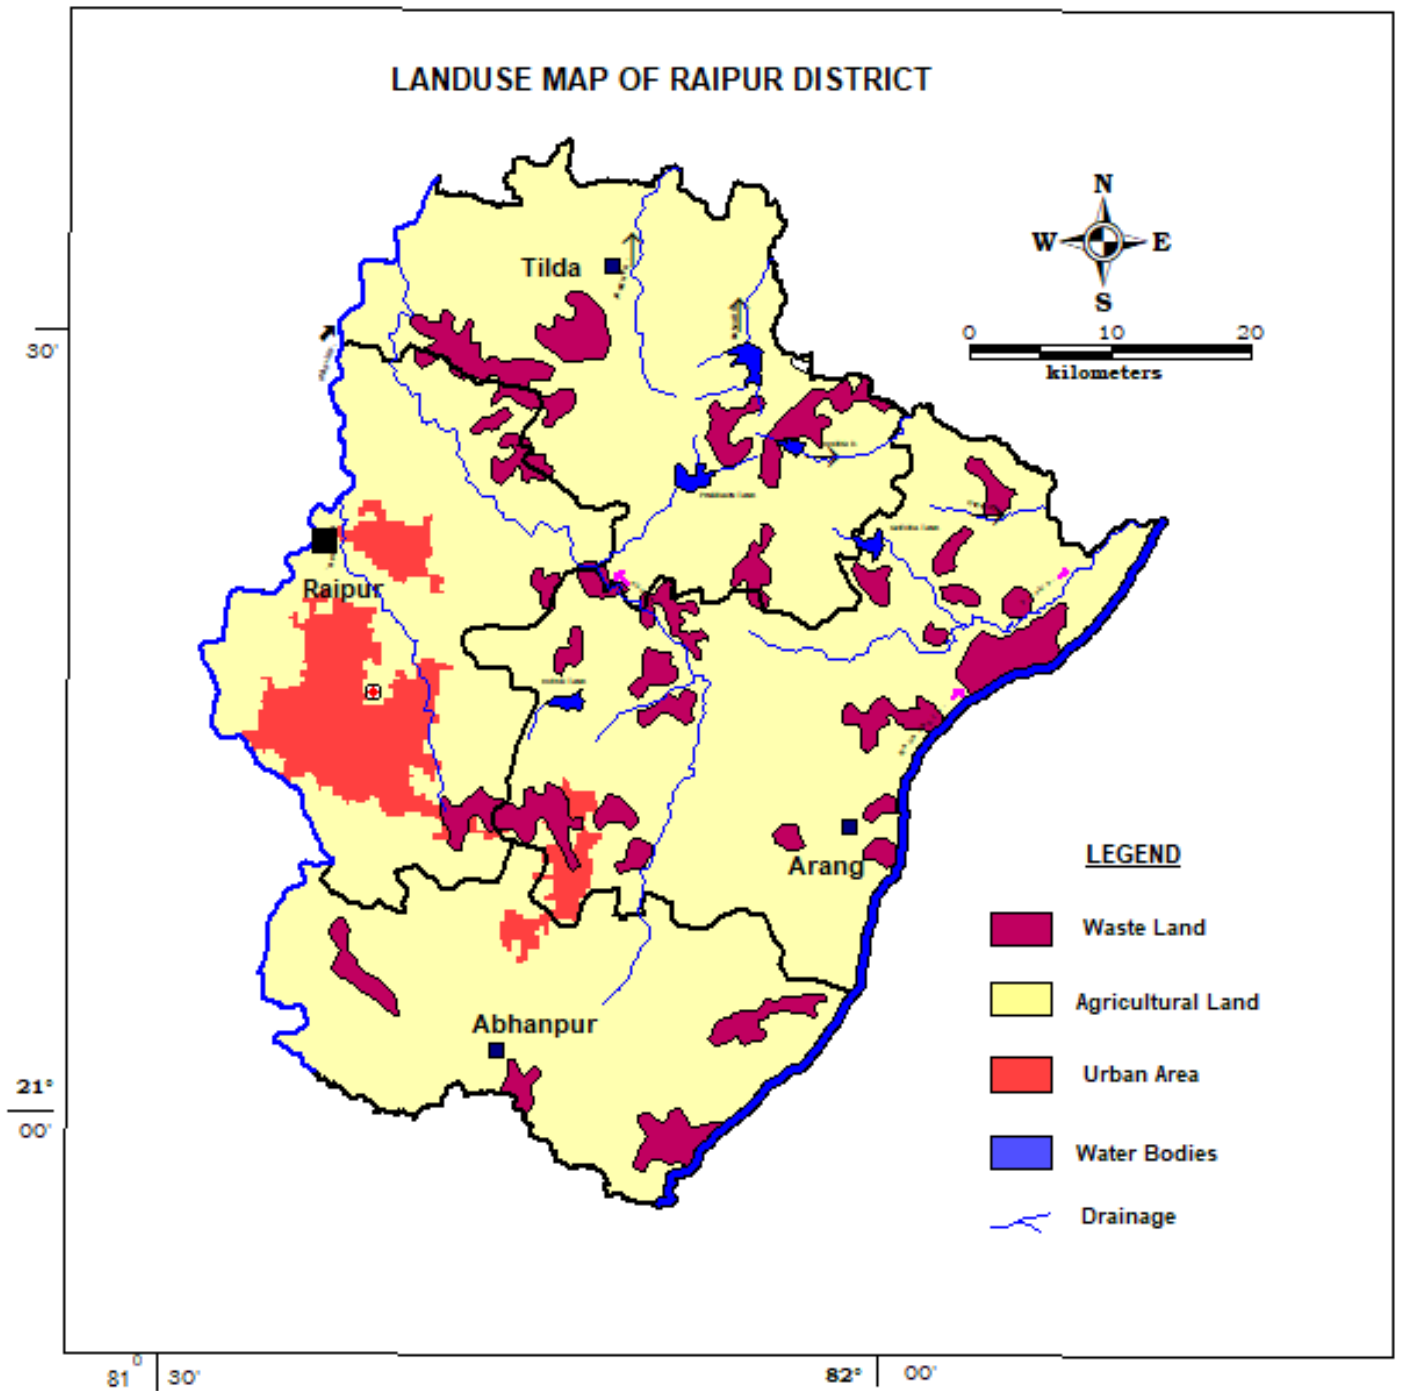 LANDUSE MAP OF RAIPUR DISTRICT
N
W E
S
Tilda
0 10 20
kilometers
30'
Raipur
Arang
LEGEND
Waste Land
Agricultural Land
Abhanpur
Urban Area
21°
00'
Water Bodies
Drainage
81° 30'
82° 00'